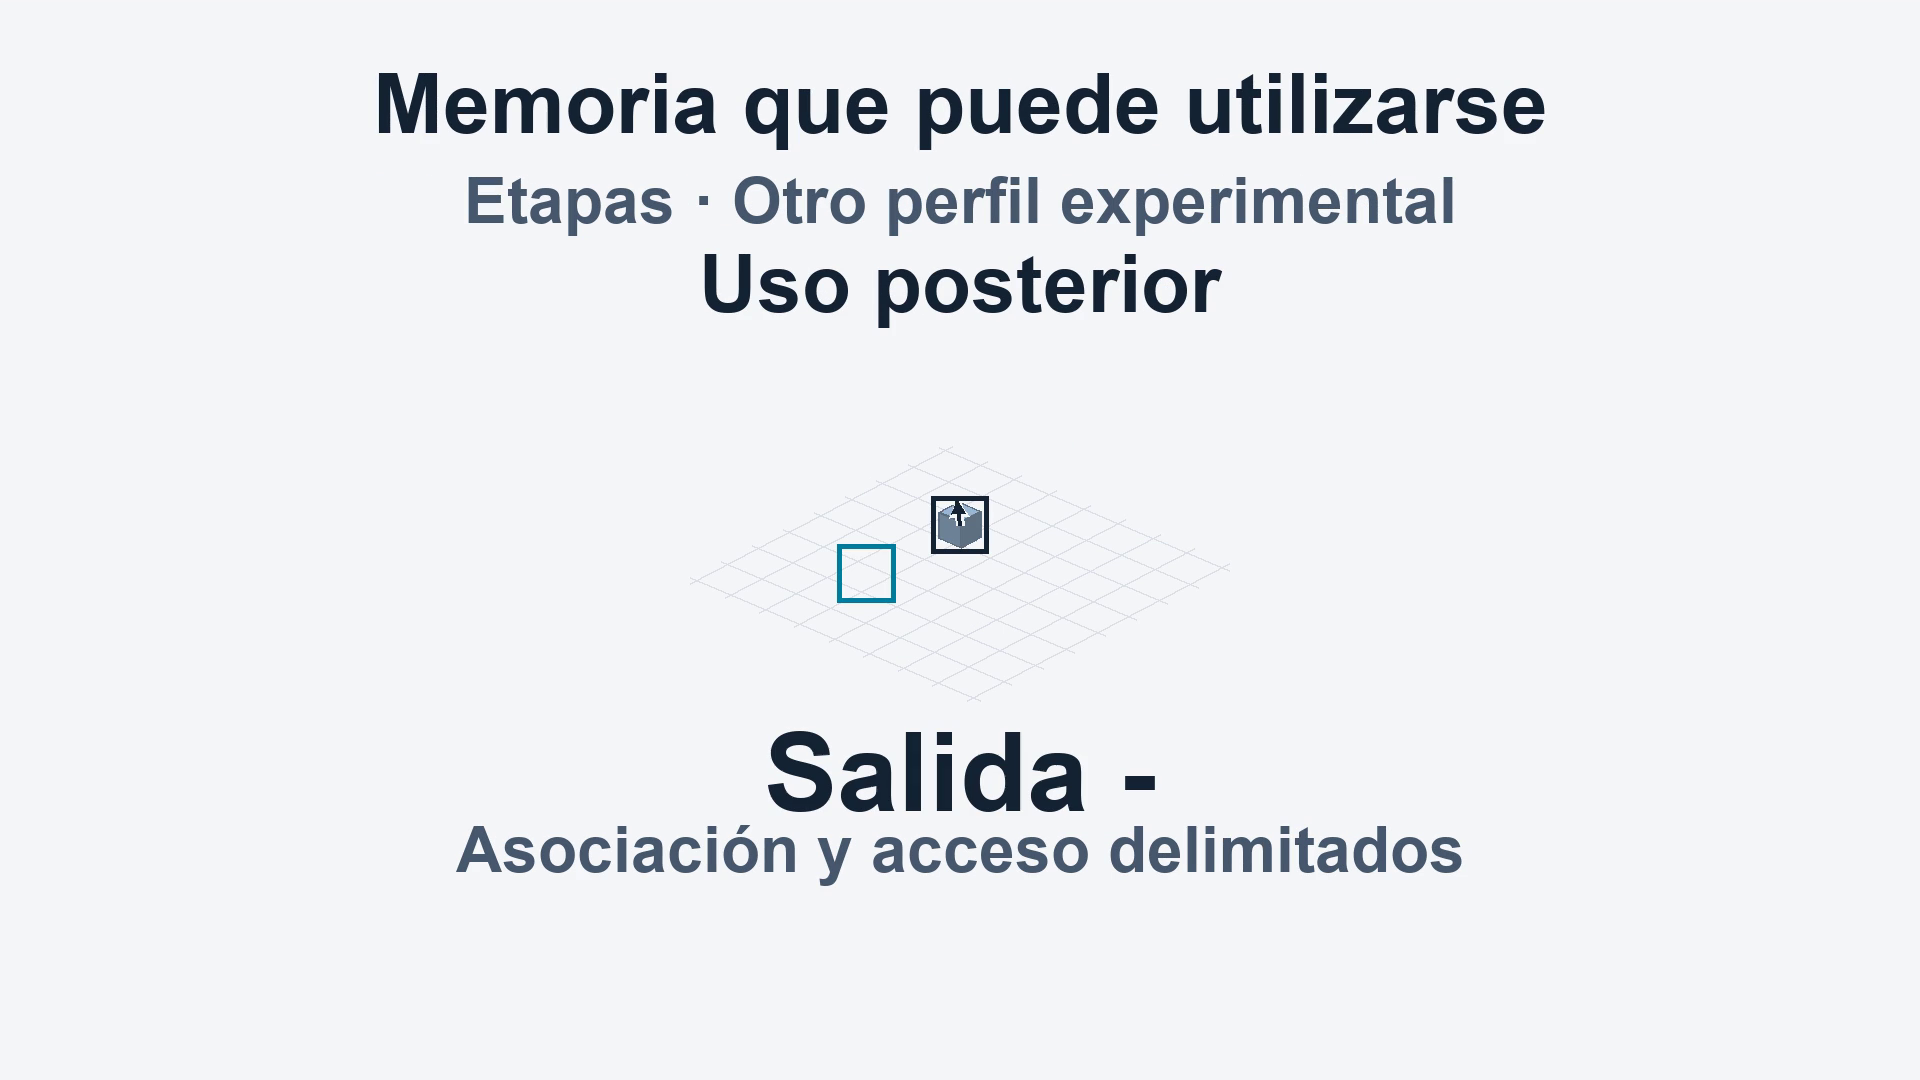 Memoria que puede utilizarse
Etapas · Otro perfil experimental
Uso posterior
Salida -
Asociación y acceso delimitados